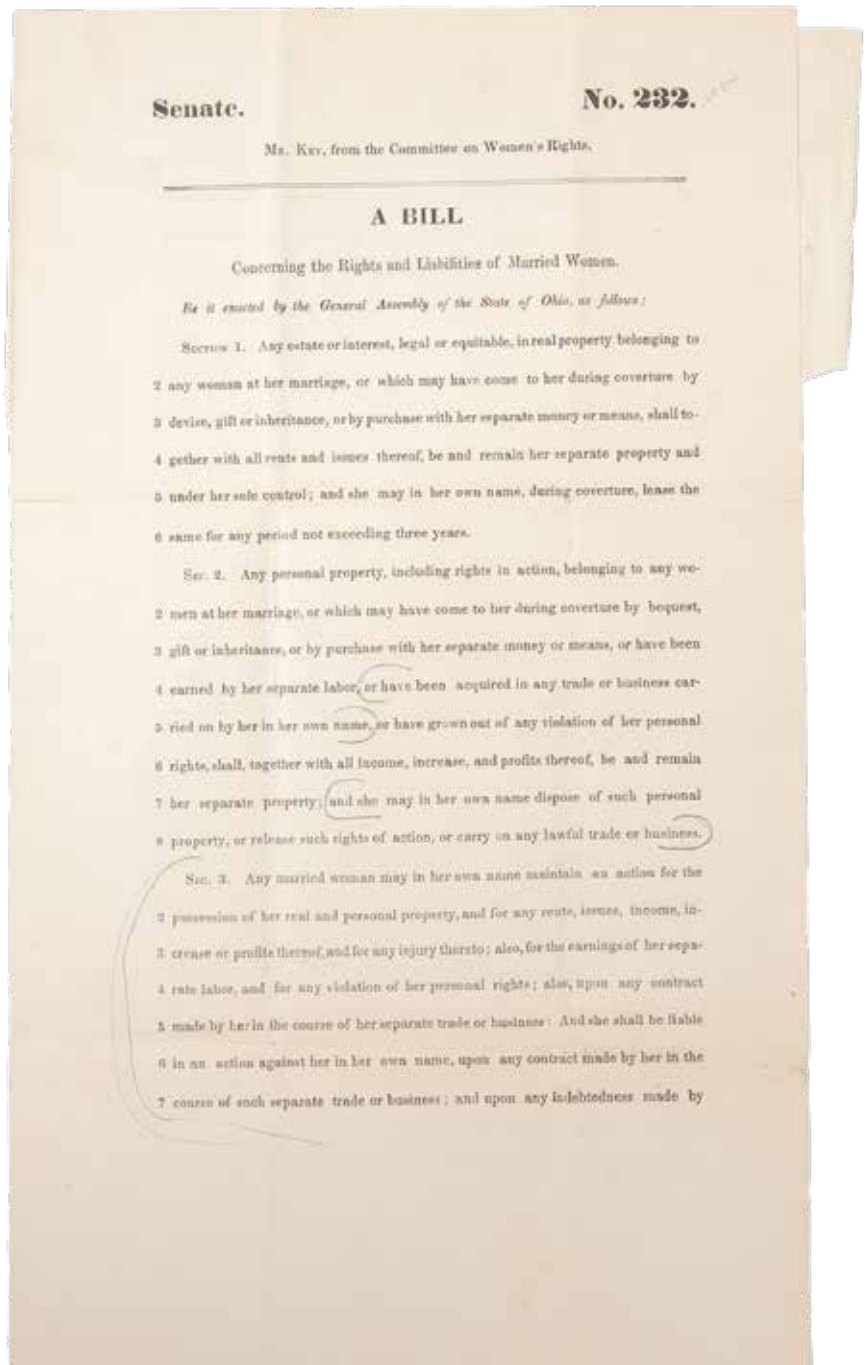 Senate.
No. 232.
MR. KEY, from the Committee on Women's Rights.
A BILL
Concerning the Rights and Liabilities of Married Women.
Be it enacted by the General Assembly of the State of Ohio, as follows:
SECTION 1. Any estate or interest, legal or equitable, in real property belonging to
2 any woman at her marriage, or which may have come to her during coverture by
3 devise, gift or inheritance, or by purchase with her separate money or means, shall to-
4 gether with all rents and issues thereof, be and remain her separate property and
5 under her sole control; and she may in her own name, during coverture, lease the
6 same for any period not exceeding three years.
SEC. 2. Any personal property, including rights in action, belonging to any wo-
2 men at her marriage, or which may have come to her during coverture by bequest,
3 gift or inheritance, or by purchase with her separate money or means, or have been
4 earned by her separate labor, or have been acquired in any trade or business car-
5 ried on by her in her own name, or have grown out of any violation of her personal
6 rights, shall, together with all income, increase, and profits thereof, be and remain
7 her separate property; and she may in her own name dispose of such personal
8 property, or release such rights of action, or carry on any lawful trade or business.
SEC. 3. Any married woman may in her own name maintain an action for the
2 possession of her real and personal property, and for any rents, issues, income, in-
3 crease or profits thereof, and for any injury thereto; also, for the earnings of her sepa-
4 rate labor, and for any violation of her personal rights; also, upon any contract
5 made by her in the course of her separate trade or business: And she shall be liable
6 in an action against her in her own name, upon any contract made by her in the
7 course of such separate trade or business; and upon any indebtedness made by